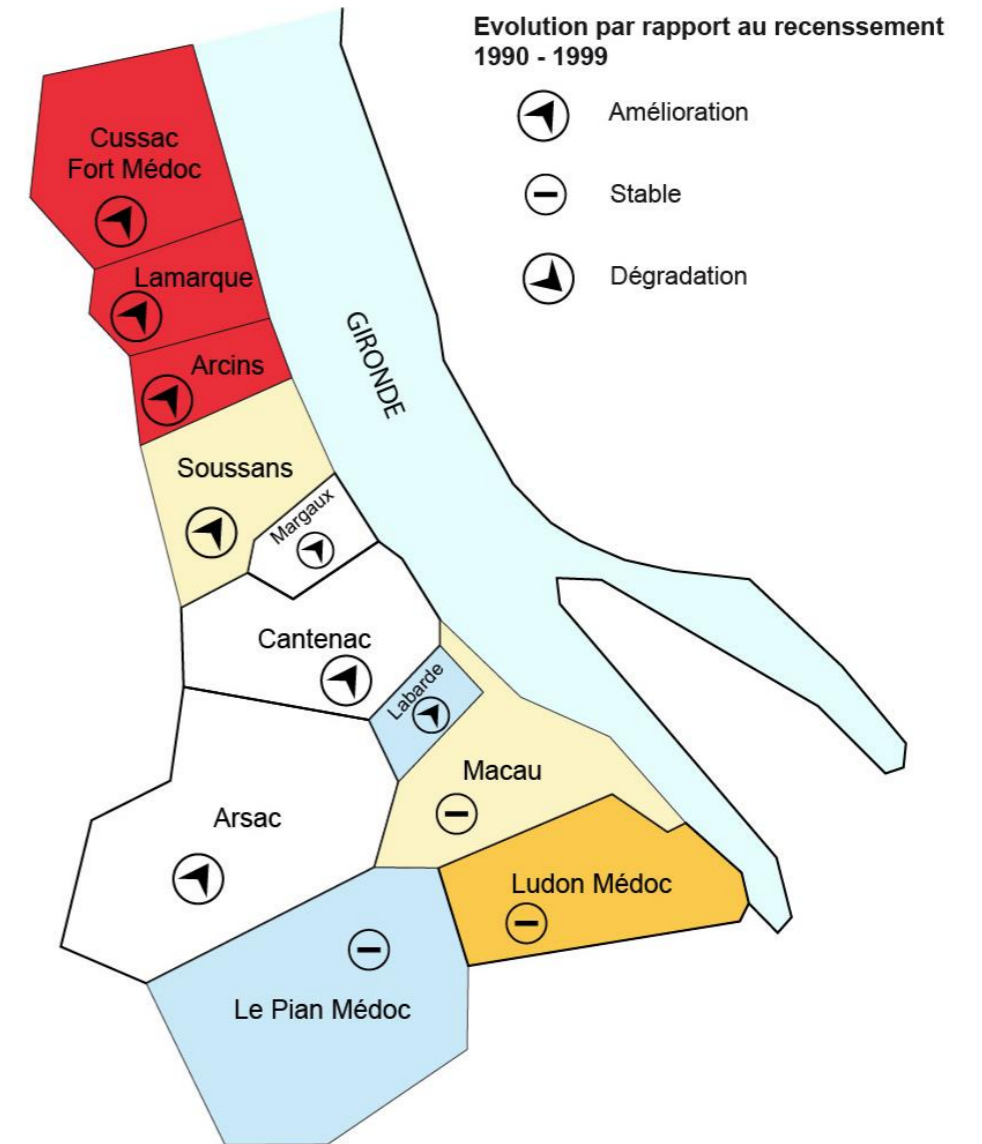 Evolution par rapport au recenssement
1990 - 1999
Amélioration
Stable
Dégradation
Cussac
Fort Médoc
Lamarque
Arcins
GIRONDE
Soussans
Margaux
Cantenac
Labarde
Macau
Arsac
Ludon Médoc
Le Pian Médoc